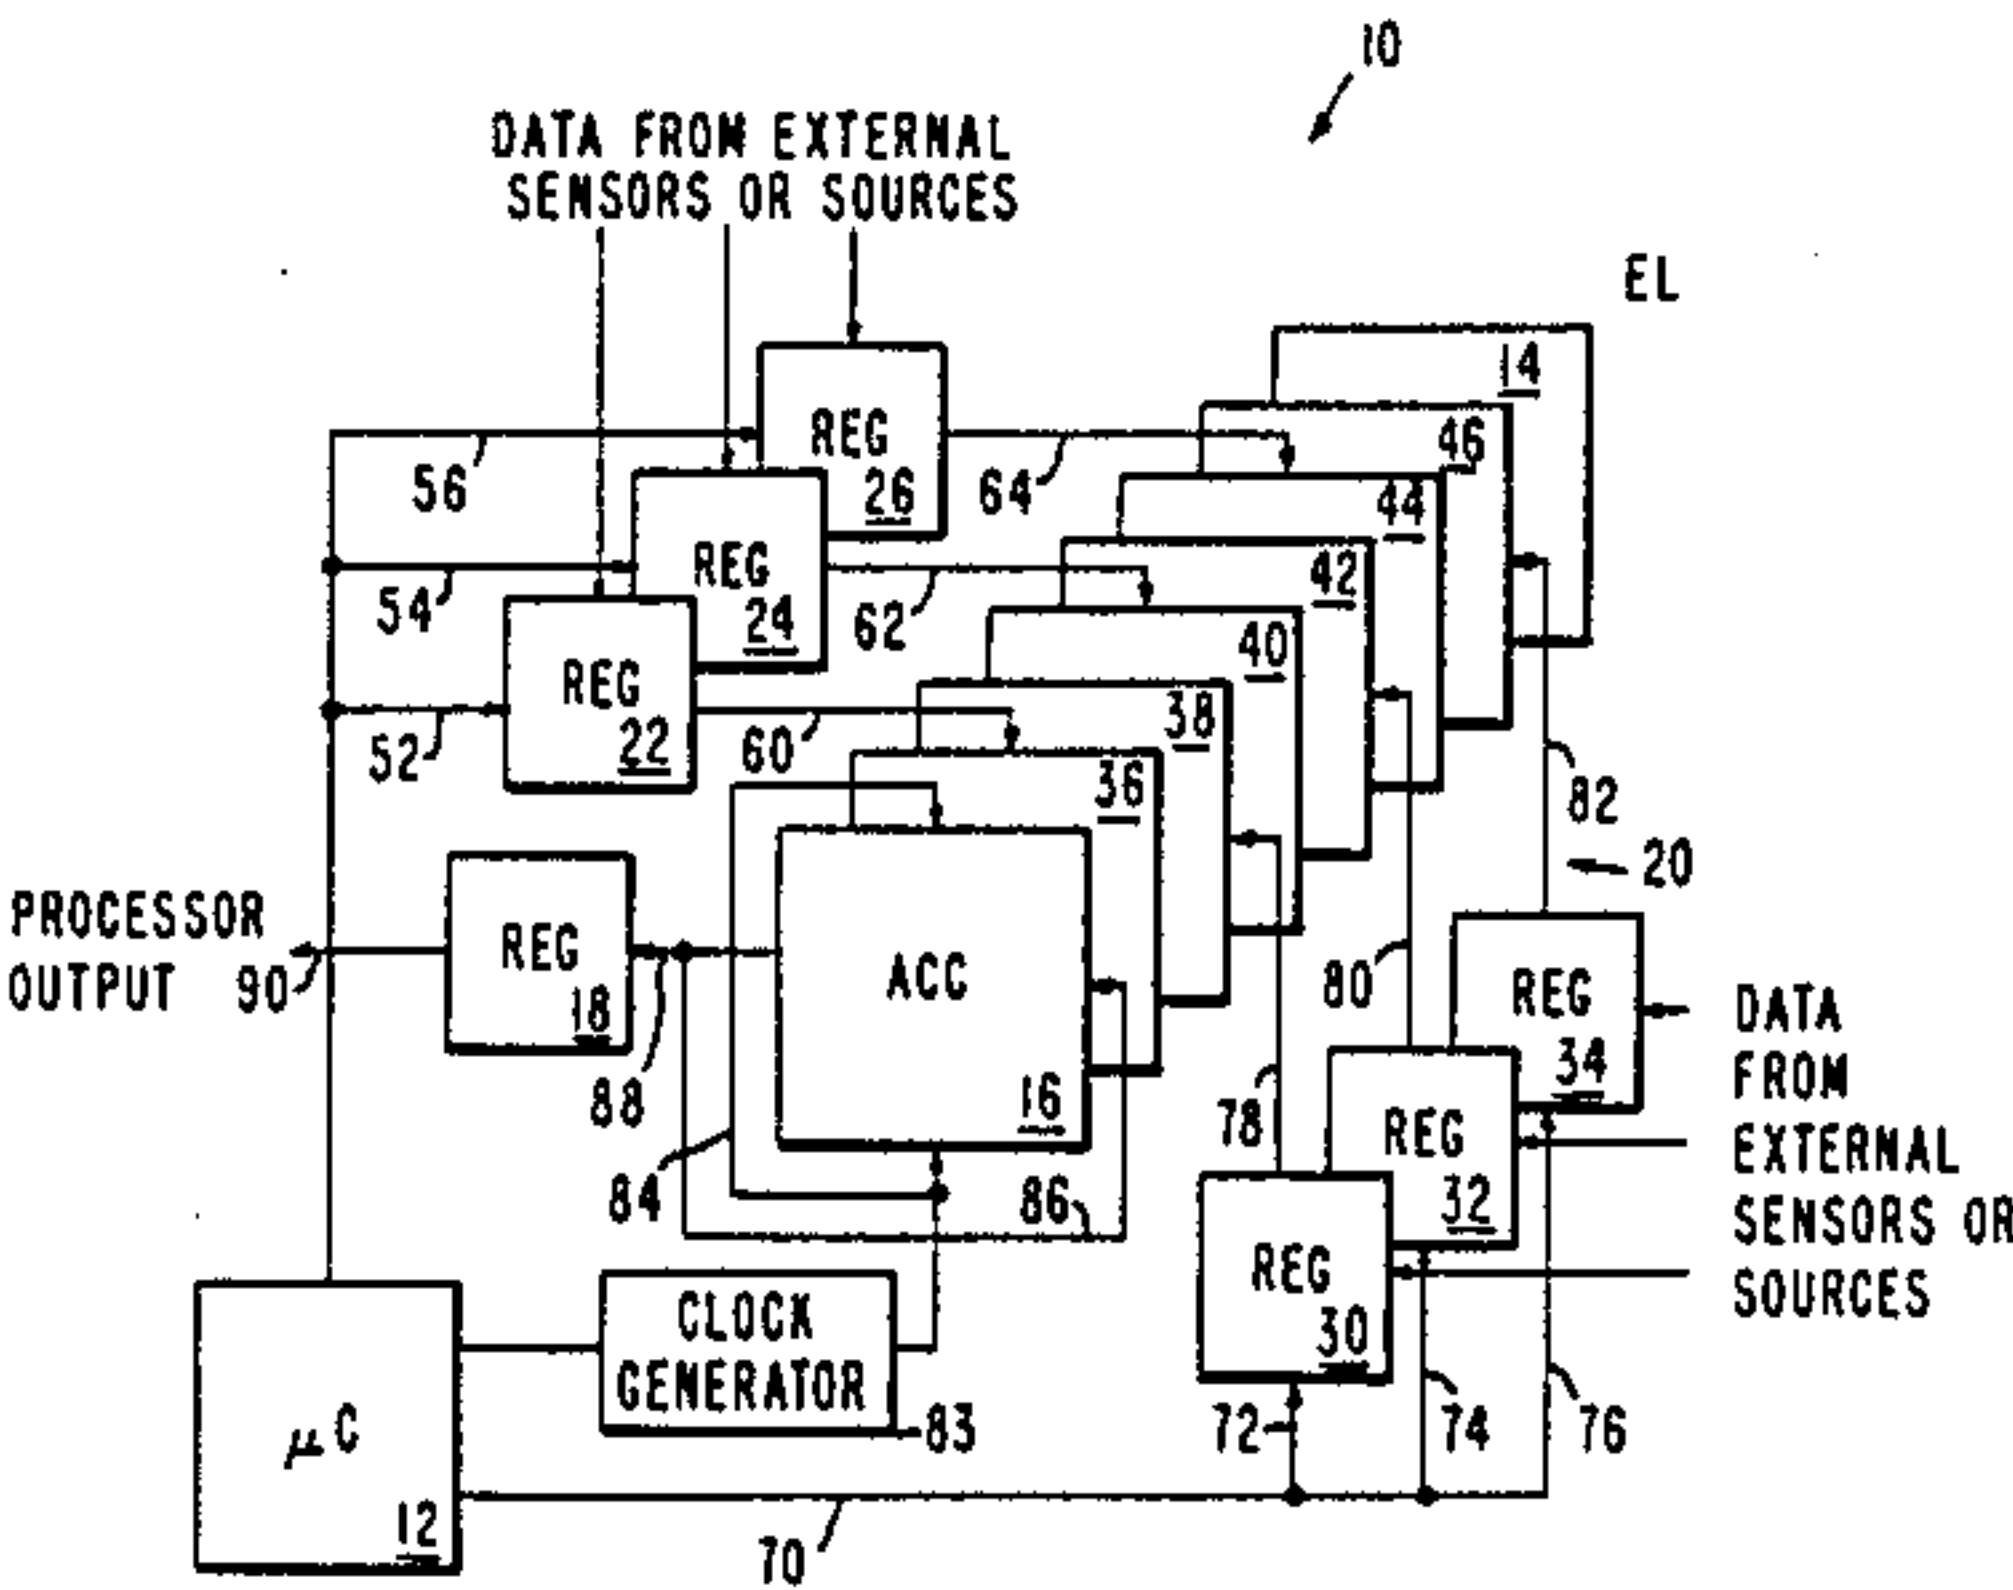 10
DATA FROM EXTERNAL
SENSORS OR SOURCES
EL
14
REG
26
56
64
46
44
REG
24
54
62
42
40
REG
22
52
60
38
36
82
20
PROCESSOR
OUTPUT 90
REG
18
88
ACC
16
84
86
78
80
REG
34
REG
32
REG
30
DATA
FROM
EXTERNAL
SENSORS OR
SOURCES
CLOCK
GENERATOR
83
μC
12
70
72
74
76